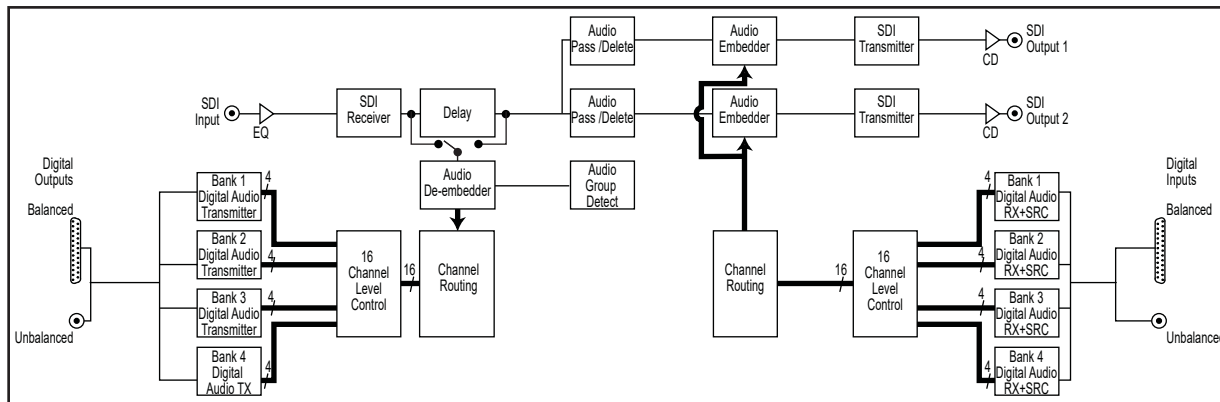 Audio
Pass /Delete
Audio
Embedder
SDI
Transmitter
CD
SDI
Output 1
SDI
Input
EQ
SDI
Receiver
Delay
Audio
Pass /Delete
Audio
Embedder
SDI
Transmitter
CD
SDI
Output 2
Audio
De-embedder
Audio
Group
Detect
Digital
Outputs
Balanced
Unbalanced
Bank 1
Digital Audio
Transmitter
4
Bank 2
Digital Audio
Transmitter
4
Bank 3
Digital Audio
Transmitter
4
Bank 4
Digital
Audio TX
4
16
Channel
Level
Control
16
Channel
Routing
Channel
Routing
16
16
Channel
Level
Control
4
Bank 1
Digital Audio
RX+SRC
4
Bank 2
Digital Audio
RX+SRC
4
Bank 3
Digital Audio
RX+SRC
4
Bank 4
Digital Audio
RX+SRC
Digital
Inputs
Balanced
Unbalanced